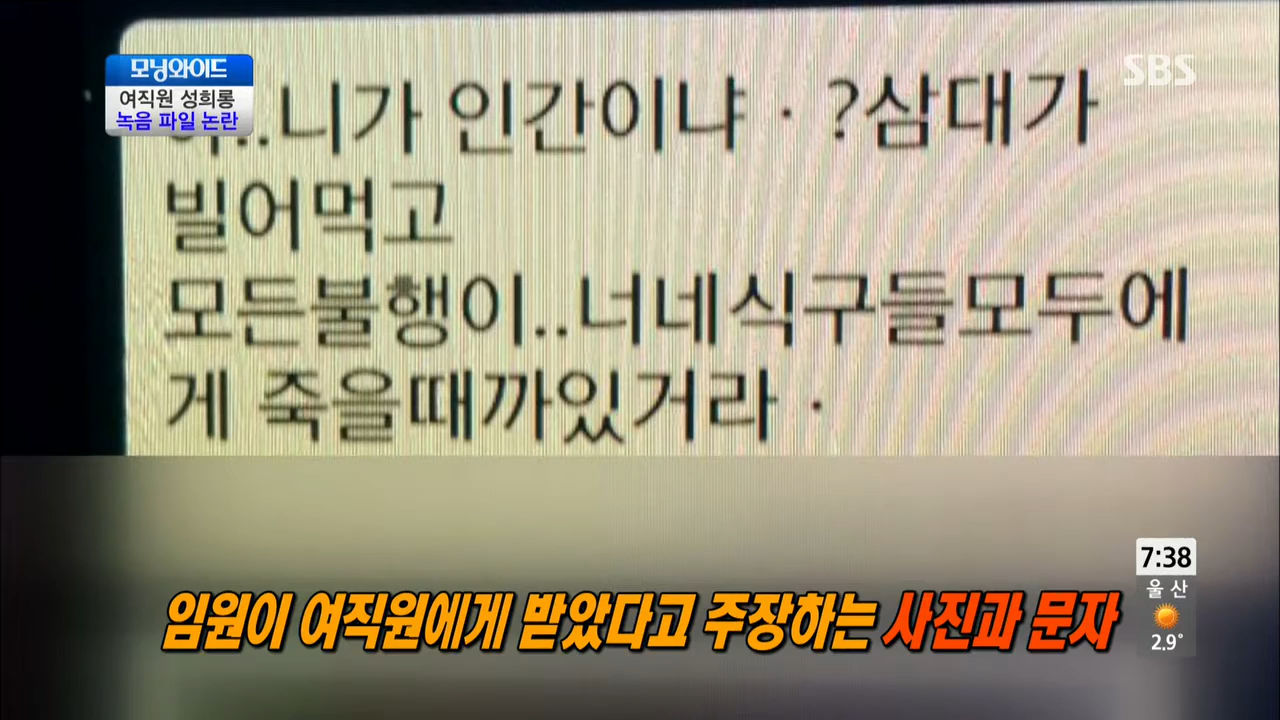 모닝와이드
여직원 성희롱
녹음 파일 논란
SBS
..니가 인간이냐 · ?삼대가
빌어먹고
모든불행이..너네식구들모두에
게 죽을때까있거라 ·
임원이 여직원에게 받았다고 주장하는 사진과 문자
7:38
울산
2.9°